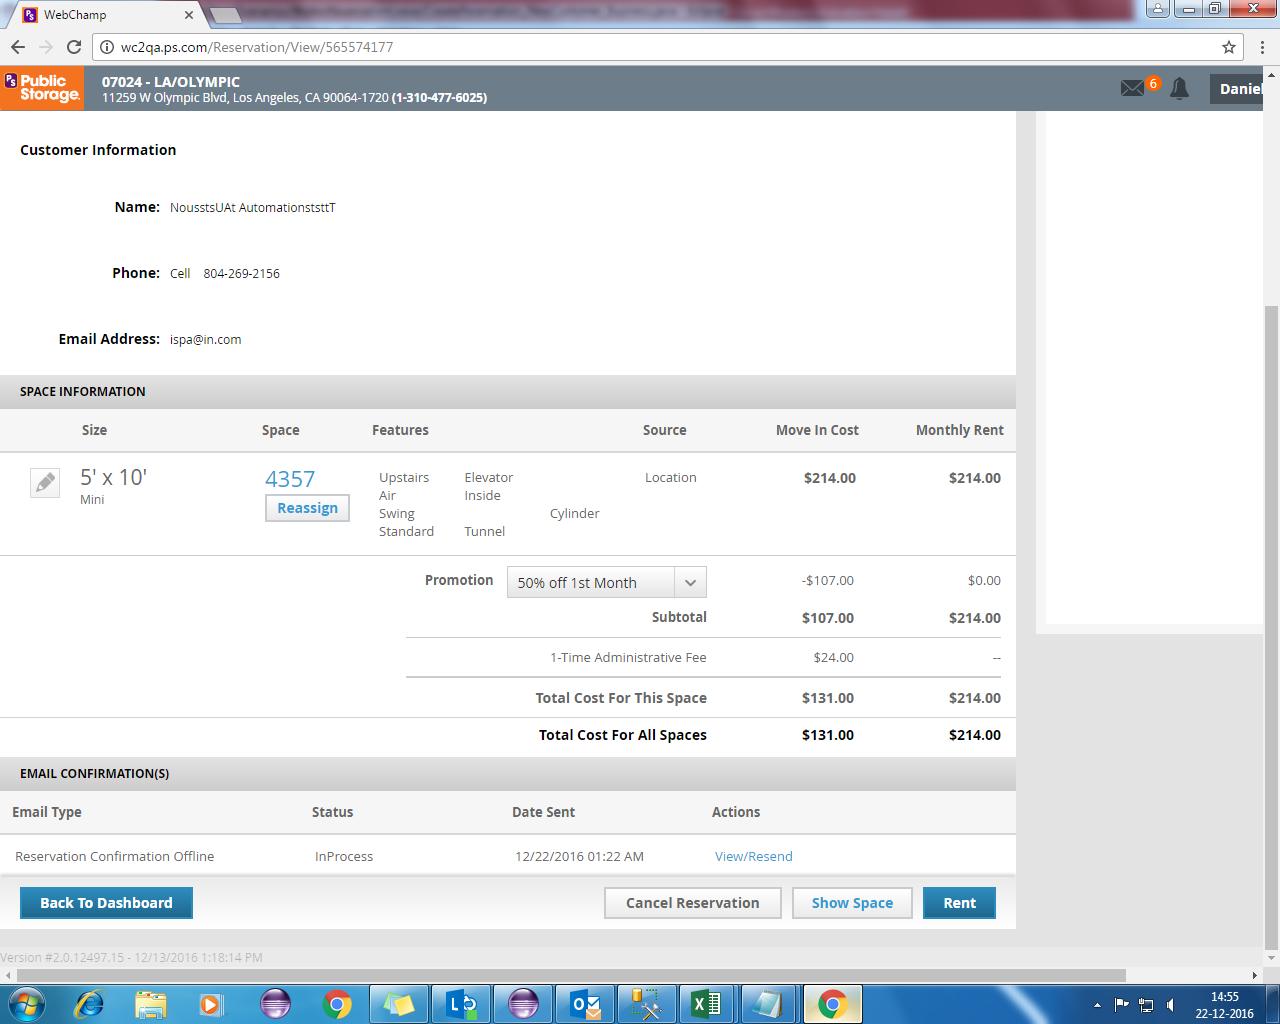 WebChamp
wc2qa.ps.com/Reservation/View/565574177
PS Public Storage.
07024 - LA/OLYMPIC
11259 W Olympic Blvd, Los Angeles, CA 90064-1720 (1-310-477-6025)
6
Daniel
Customer Information
Name: NousstsUAt AutomationststtT
Phone: Cell 804-269-2156
Email Address: ispa@in.com
SPACE INFORMATION
Size Space Features Source Move In Cost Monthly Rent
5' x 10' 4357 Upstairs Elevator Location $214.00 $214.00
Mini Air Inside
Reassign Swing Cylinder
Standard Tunnel
Promotion 50% off 1st Month -$107.00 $0.00
Subtotal $107.00 $214.00
1-Time Administrative Fee $24.00 --
Total Cost For This Space $131.00 $214.00
Total Cost For All Spaces $131.00 $214.00
EMAIL CONFIRMATION(S)
Email Type Status Date Sent Actions
Reservation Confirmation Offline InProcess 12/22/2016 01:22 AM View/Resend
Back To Dashboard Cancel Reservation Show Space Rent
Version #2.0.12497.15 - 12/13/2016 1:18:14 PM
14:55
22-12-2016